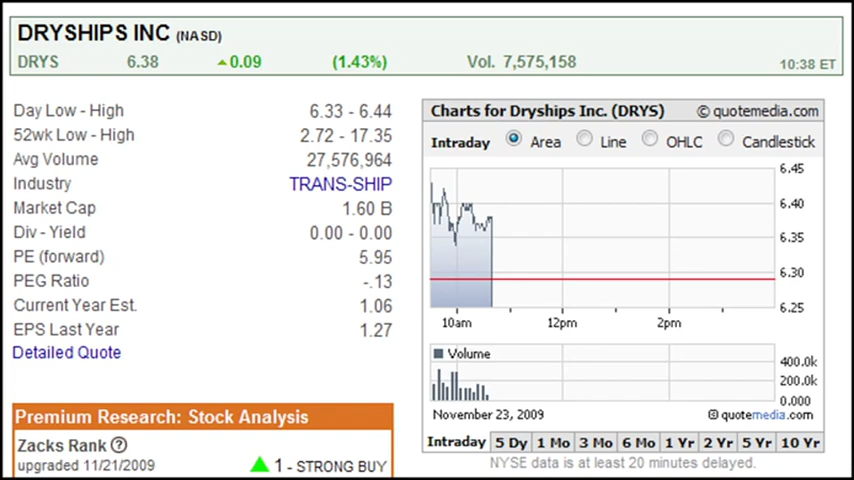 DRYSHIPS INC (NASD)
DRYS 6.38 0.09 (1.43%) Vol. 7,575,158 10:38 ET
Day Low - High 6.33 - 6.44
52wk Low - High 2.72 - 17.35
Avg Volume 27,576,964
Industry TRANS-SHIP
Market Cap 1.60 B
Div - Yield 0.00 - 0.00
PE (forward) 5.95
PEG Ratio -.13
Current Year Est. 1.06
EPS Last Year 1.27
Detailed Quote
Premium Research: Stock Analysis
Zacks Rank ?
upgraded 11/21/2009 1 - STRONG BUY
Charts for Dryships Inc. (DRYS) © quotemedia.com
Intraday Area Line OHLC Candlestick
6.45
6.40
6.35
6.30
6.25
10am 12pm 2pm
Volume
400.0k
200.0k
0.000
November 23, 2009 © quotemedia.com
Intraday 5 Dy 1 Mo 3 Mo 6 Mo 1 Yr 2 Yr 5 Yr 10 Yr
NYSE data is at least 20 minutes delayed.